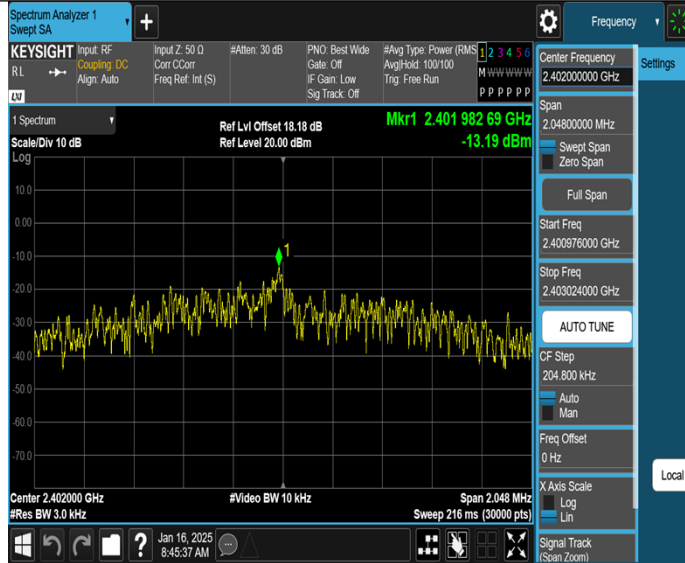 Spectrum Analyzer 1
Swept SA
+
Frequency
KEYSIGHT
RL
LXI
Input: RF
Coupling: DC
Align: Auto
Input Z: 50 Ω
Corr CCorr
Freq Ref: Int (S)
#Atten: 30 dB
PNO: Best Wide
Gate: Off
IF Gain: Low
Sig Track: Off
#Avg Type: Power (RMS
Avg|Hold: 100/100
Trig: Free Run
1 2 3 4 5 6
M W W W W W
P P P P P P
1 Spectrum
Scale/Div 10 dB
Log
Ref Lvl Offset 18.18 dB
Ref Level 20.00 dBm
Mkr1 2.401 982 69 GHz
-13.19 dBm
10.0
0.00
-10.0
-20.0
-30.0
-40.0
-50.0
-60.0
-70.0
1
Center 2.402000 GHz
#Res BW 3.0 kHz
#Video BW 10 kHz
Span 2.048 MHz
Sweep 216 ms (30000 pts)
?
Jan 16, 2025
8:45:37 AM
Center Frequency
2.402000000 GHz
Span
2.04800000 MHz
Swept Span
Zero Span
Full Span
Start Freq
2.400976000 GHz
Stop Freq
2.403024000 GHz
AUTO TUNE
CF Step
204.800 kHz
Auto
Man
Freq Offset
0 Hz
X Axis Scale
Log
Lin
Signal Track
(Span Zoom)
Settings
Local